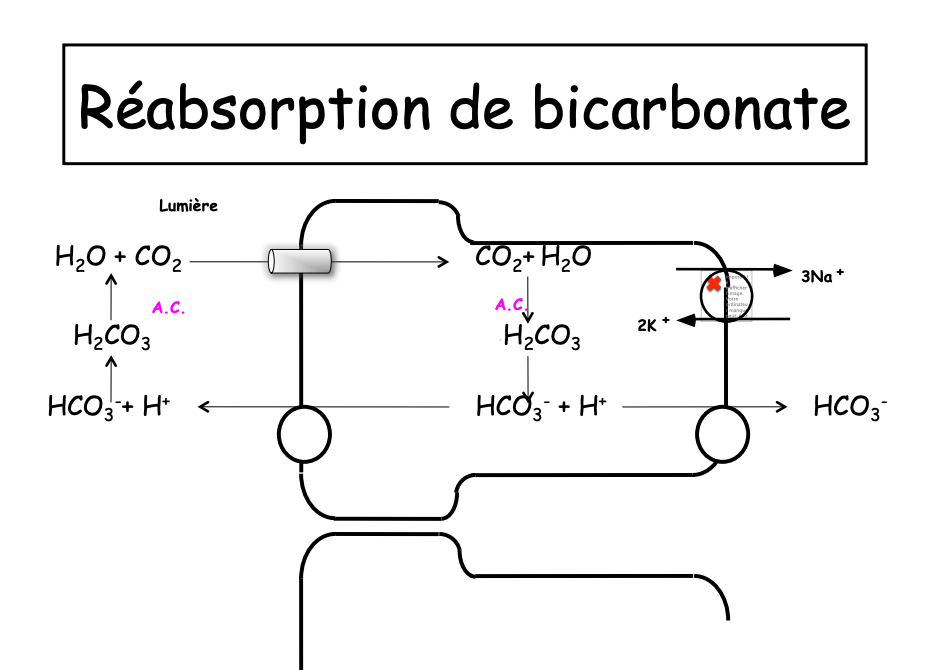 Réabsorption de bicarbonate
Lumière
H₂O + CO₂
CO₂+ H₂O
3Na⁺
A.C.
A.C.
2K⁺
H₂CO₃
H₂CO₃
HCO₃⁻+ H⁺
HCO₃⁻ + H⁺
HCO₃⁻